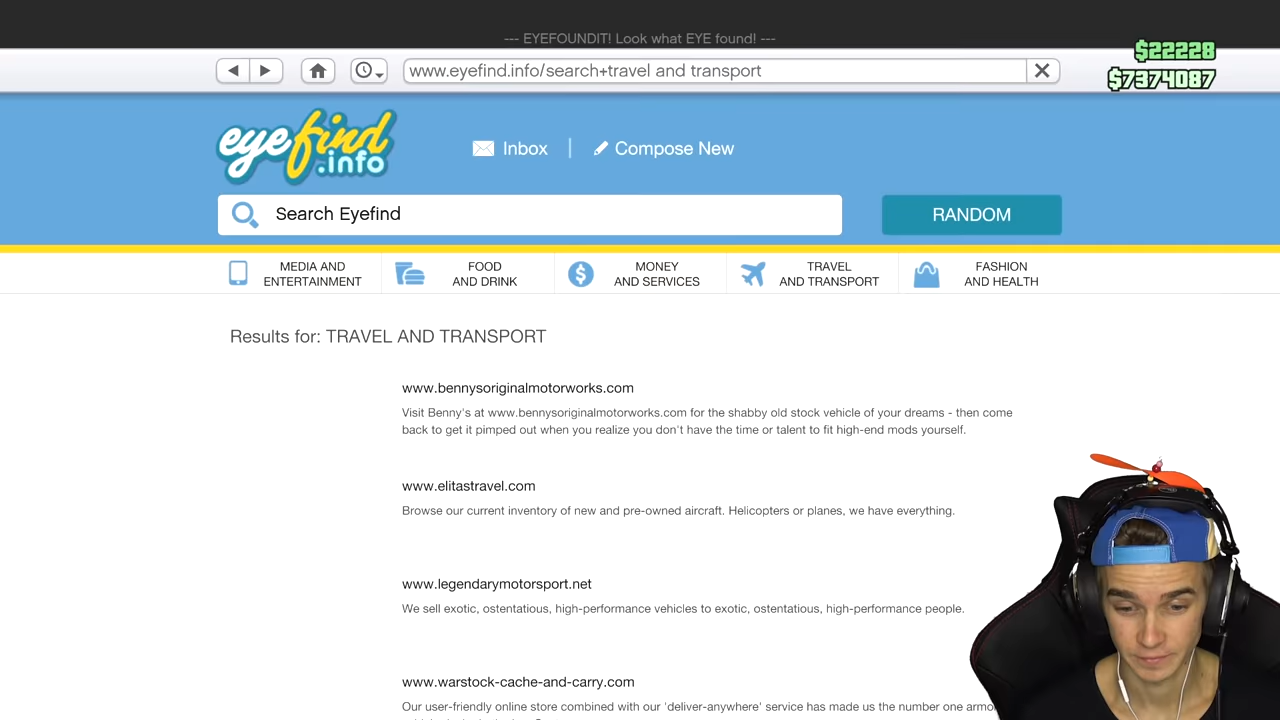 --- EYEFOUNDIT! Look what EYE found! ---
$22228
$7374087
www.eyefind.info/search+travel and transport
eyefind
.info
Inbox
Compose New
Search Eyefind
RANDOM
MEDIA AND
ENTERTAINMENT
FOOD
AND DRINK
MONEY
AND SERVICES
TRAVEL
AND TRANSPORT
FASHION
AND HEALTH
Results for: TRAVEL AND TRANSPORT
www.bennysoriginalmotorworks.com
Visit Benny's at www.bennysoriginalmotorworks.com for the shabby old stock vehicle of your dreams - then come
back to get it pimped out when you realize you don't have the time or talent to fit high-end mods yourself.
www.elitastravel.com
Browse our current inventory of new and pre-owned aircraft. Helicopters or planes, we have everything.
www.legendarymotorsport.net
We sell exotic, ostentatious, high-performance vehicles to exotic, ostentatious, high-performance people.
www.warstock-cache-and-carry.com
Our user-friendly online store combined with our 'deliver-anywhere' service has made us the number one